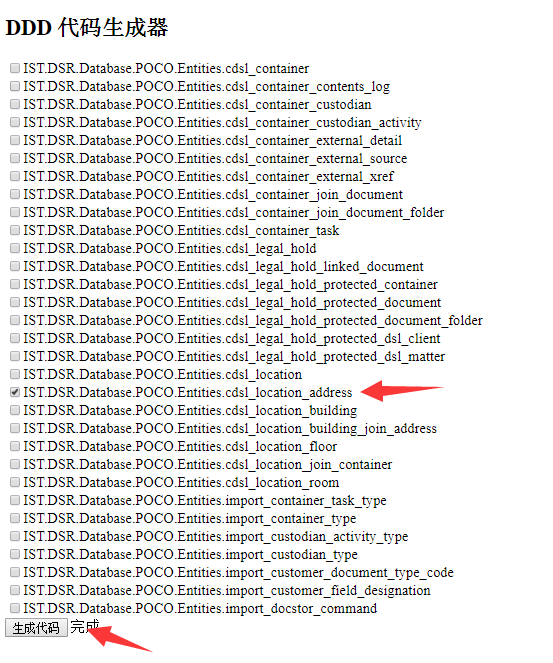 DDD 代码生成器
IST.DSR.Database.POCO.Entities.cdsl_container
IST.DSR.Database.POCO.Entities.cdsl_container_contents_log
IST.DSR.Database.POCO.Entities.cdsl_container_custodian
IST.DSR.Database.POCO.Entities.cdsl_container_custodian_activity
IST.DSR.Database.POCO.Entities.cdsl_container_external_detail
IST.DSR.Database.POCO.Entities.cdsl_container_external_source
IST.DSR.Database.POCO.Entities.cdsl_container_external_xref
IST.DSR.Database.POCO.Entities.cdsl_container_join_document
IST.DSR.Database.POCO.Entities.cdsl_container_join_document_folder
IST.DSR.Database.POCO.Entities.cdsl_container_task
IST.DSR.Database.POCO.Entities.cdsl_legal_hold
IST.DSR.Database.POCO.Entities.cdsl_legal_hold_linked_document
IST.DSR.Database.POCO.Entities.cdsl_legal_hold_protected_container
IST.DSR.Database.POCO.Entities.cdsl_legal_hold_protected_document
IST.DSR.Database.POCO.Entities.cdsl_legal_hold_protected_document_folder
IST.DSR.Database.POCO.Entities.cdsl_legal_hold_protected_dsl_client
IST.DSR.Database.POCO.Entities.cdsl_legal_hold_protected_dsl_matter
IST.DSR.Database.POCO.Entities.cdsl_location
IST.DSR.Database.POCO.Entities.cdsl_location_address
IST.DSR.Database.POCO.Entities.cdsl_location_building
IST.DSR.Database.POCO.Entities.cdsl_location_building_join_address
IST.DSR.Database.POCO.Entities.cdsl_location_floor
IST.DSR.Database.POCO.Entities.cdsl_location_join_container
IST.DSR.Database.POCO.Entities.cdsl_location_room
IST.DSR.Database.POCO.Entities.import_container_task_type
IST.DSR.Database.POCO.Entities.import_container_type
IST.DSR.Database.POCO.Entities.import_custodian_activity_type
IST.DSR.Database.POCO.Entities.import_custodian_type
IST.DSR.Database.POCO.Entities.import_customer_document_type_code
IST.DSR.Database.POCO.Entities.import_customer_field_designation
IST.DSR.Database.POCO.Entities.import_docstor_command
生成代码 完成